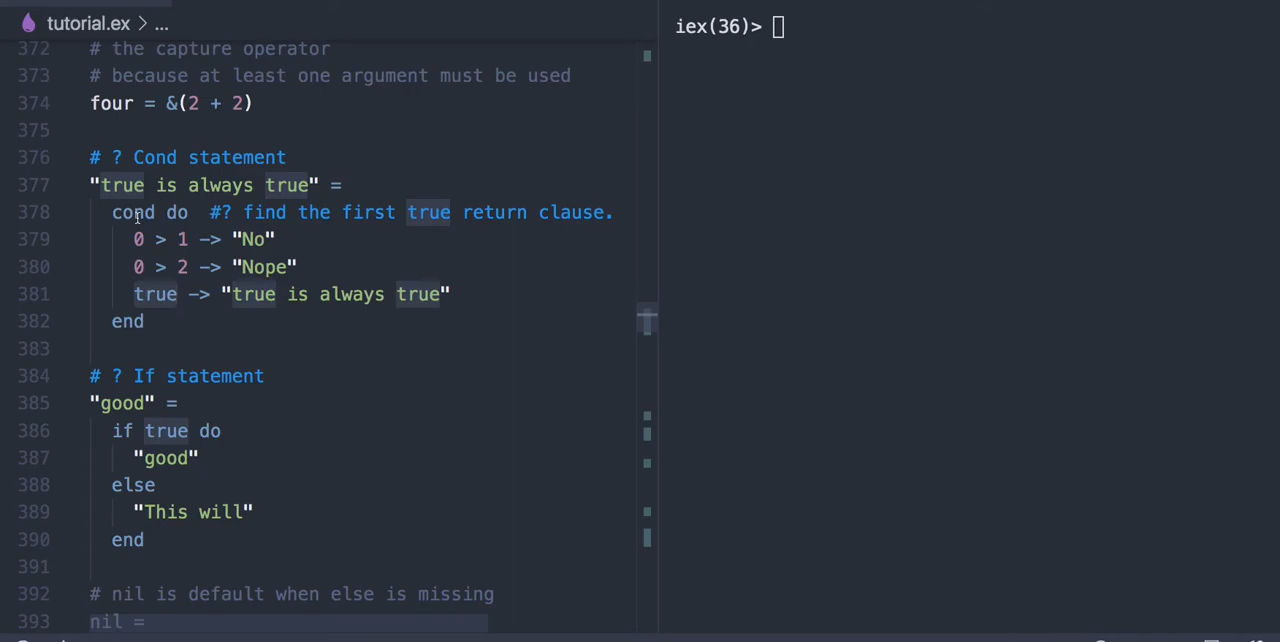 tutorial.ex > ...
372 # the capture operator
373 # because at least one argument must be used
374 four = &(2 + 2)
375
376 # ? Cond statement
377 "true is always true" =
378 cond do #? find the first true return clause.
379 0 > 1 -> "No"
380 0 > 2 -> "Nope"
381 true -> "true is always true"
382 end
383
384 # ? If statement
385 "good" =
386 if true do
387 "good"
388 else
389 "This will"
390 end
391
392 # nil is default when else is missing
393 nil =
iex(36)>